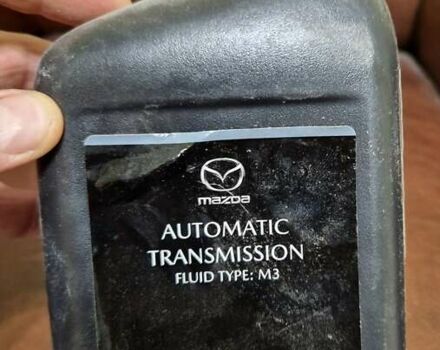 mazda
AUTOMATIC
TRANSMISSION
FLUID TYPE: M3